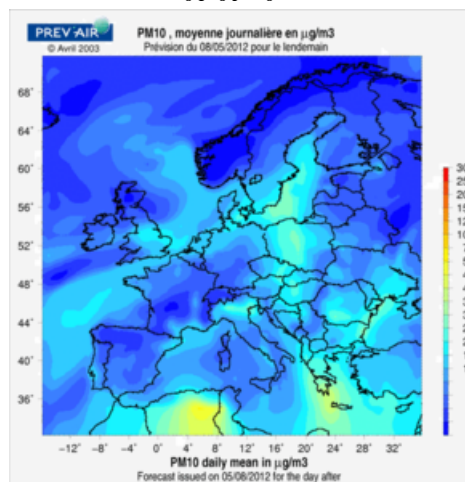 PREV'AIR
© Avril 2003
PM10 , moyenne journalière en µg/m3
Prévision du 08/05/2012 pour le lendemain
68°
64°
60°
56°
52°
48°
44°
40°
36°
−12° −8° −4° 0° 4° 8° 12° 16° 20° 24° 28° 32°
PM10 daily mean in µg/m3
Forecast issued on 05/08/2012 for the day after